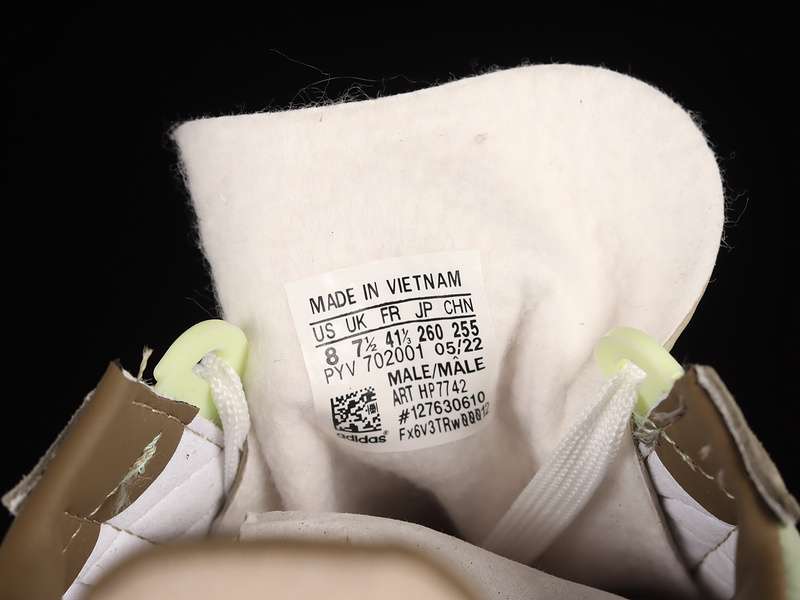 MADE IN VIETNAM
US UK FR JP CHN
8 7½ 41⅓ 260 255
PYV 702001 05/22
MALE/MÂLE
ART HP7742
#127630610
adidas®